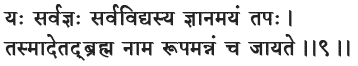 यः सर्वज्ञः सर्वविद्यस्य ज्ञानमयं तपः।
तस्मादेतद्ब्रह्म नाम रूपमन्नं च जायते॥९॥